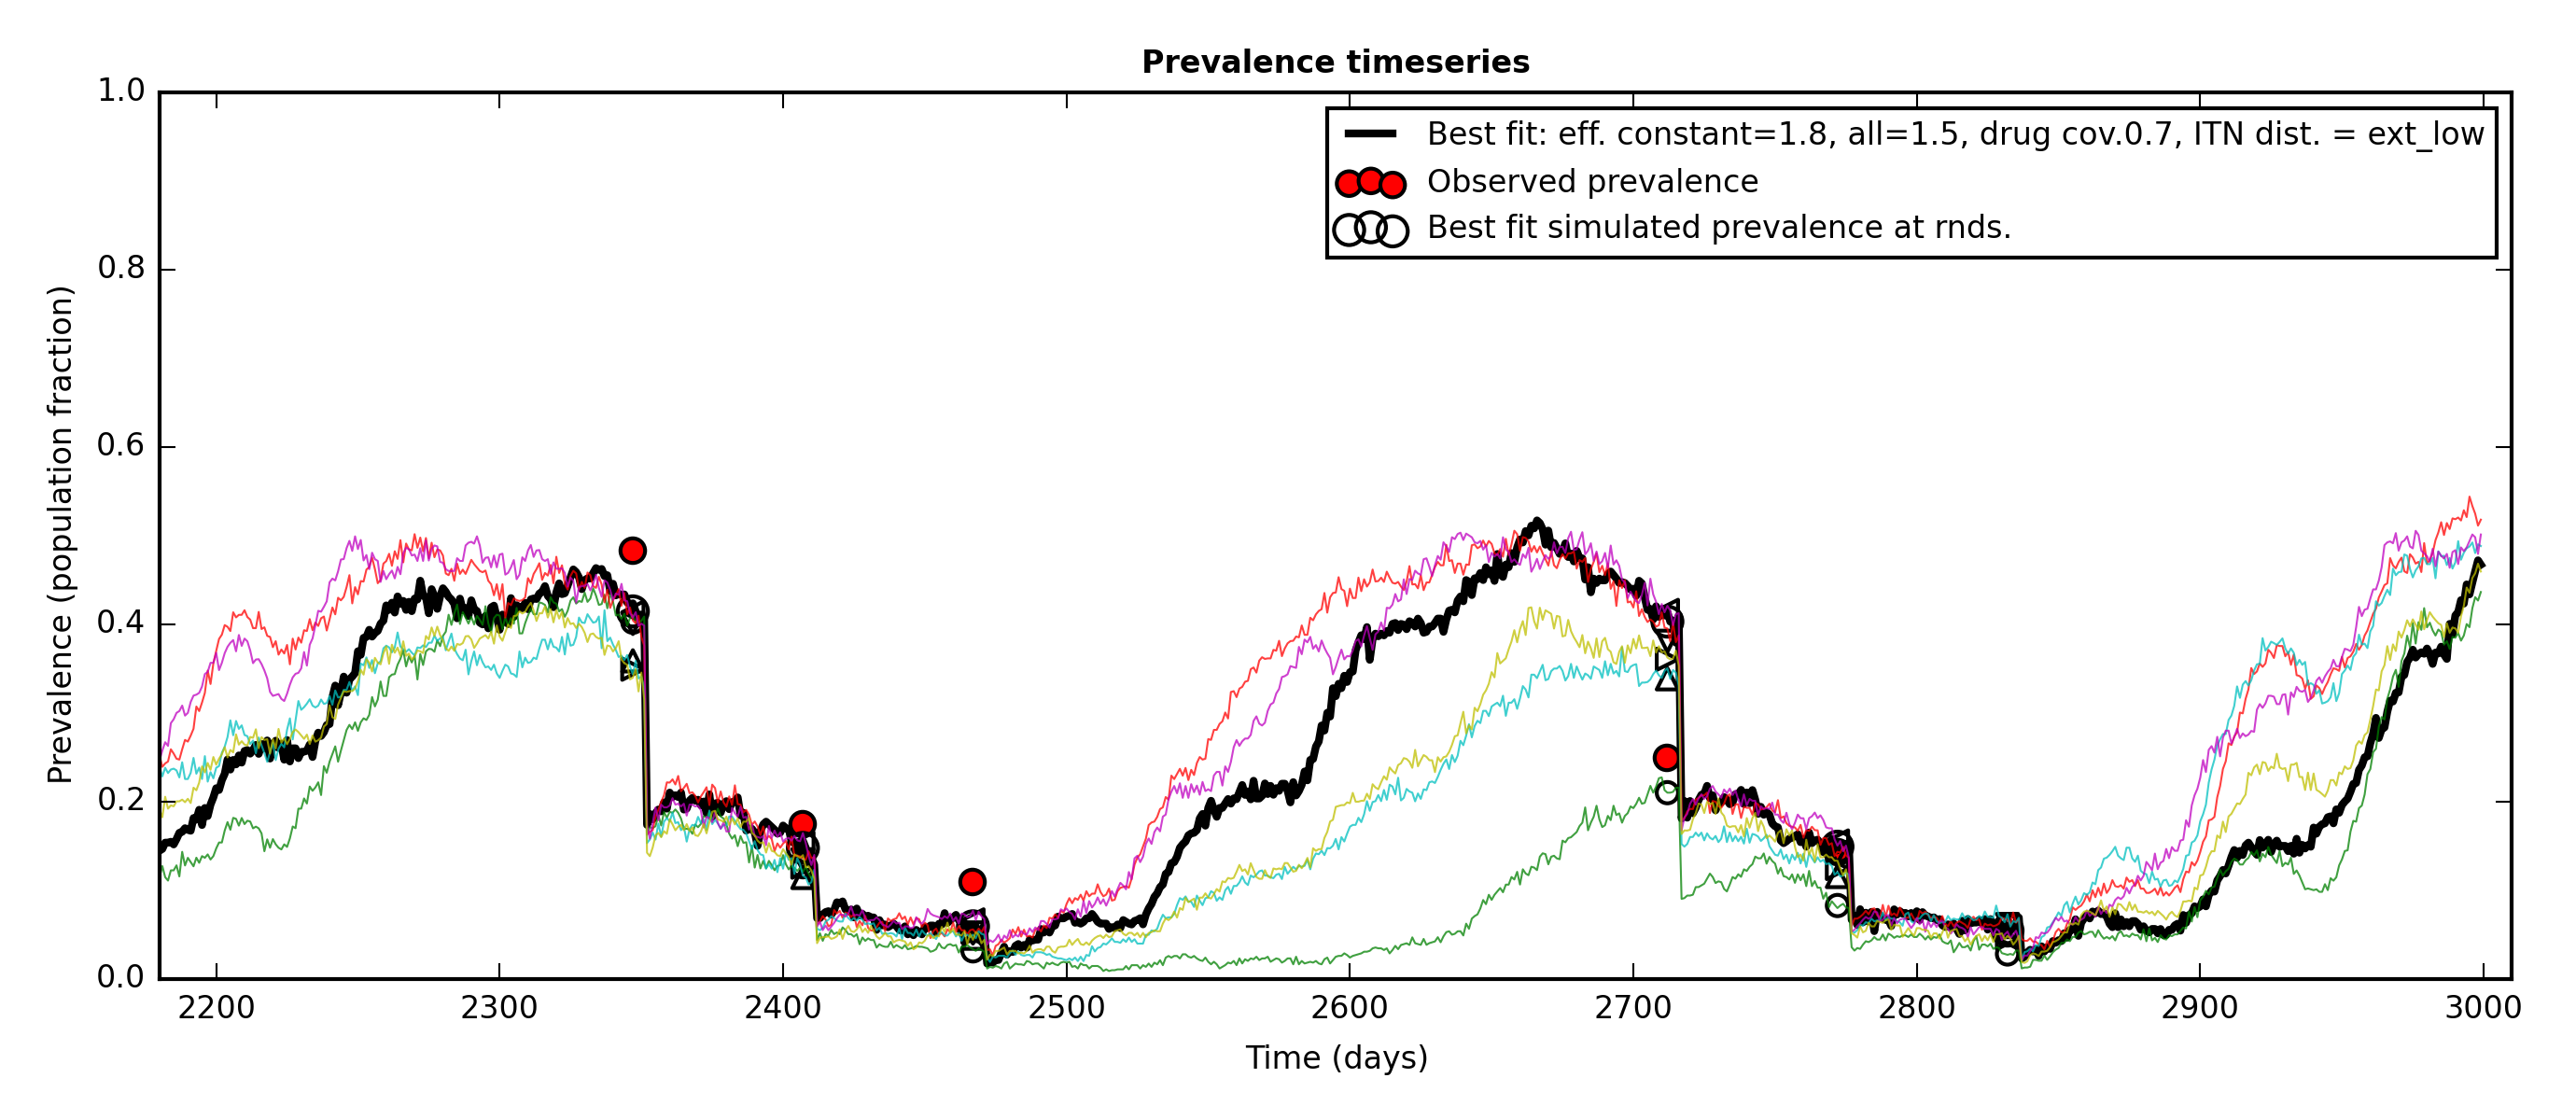 Prevalence timeseries
1.0
0.8
0.6
0.4
0.2
0.0
Prevalence (population fraction)
Best fit: eff. constant=1.8, all=1.5, drug cov.0.7, ITN dist. = ext_low
Observed prevalence
Best fit simulated prevalence at rnds.
2200 2300 2400 2500 2600 2700 2800 2900 3000
Time (days)